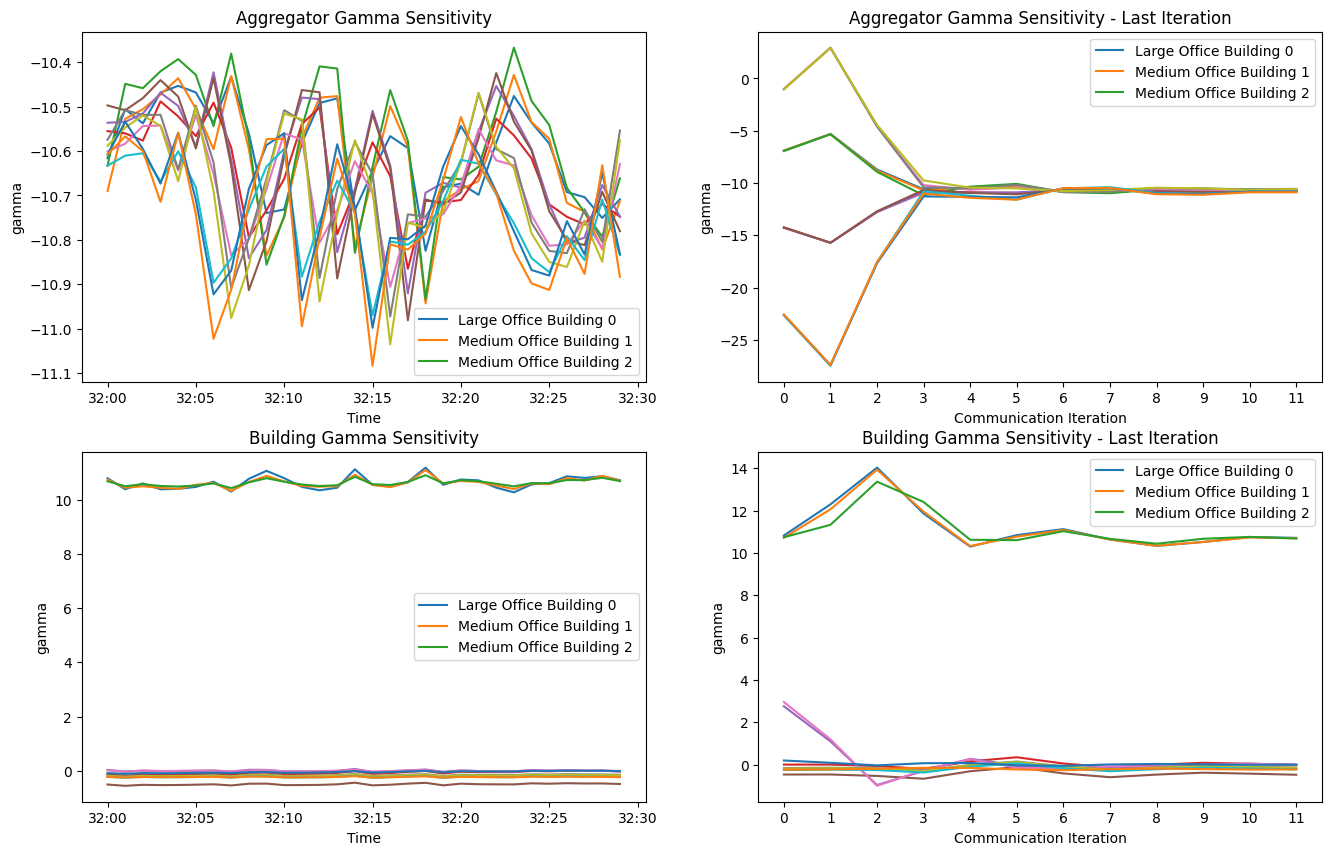 Aggregator Gamma Sensitivity
gamma
−10.4
−10.5
−10.6
−10.7
−10.8
−10.9
−11.0
−11.1
Large Office Building 0
Medium Office Building 1
Medium Office Building 2
32:00 32:05 32:10 32:15 32:20 32:25 32:30
Time
Aggregator Gamma Sensitivity - Last Iteration
gamma
0
−5
−10
−15
−20
−25
Large Office Building 0
Medium Office Building 1
Medium Office Building 2
0 1 2 3 4 5 6 7 8 9 10 11
Communication Iteration
Building Gamma Sensitivity
gamma
10
8
6
4
2
0
Large Office Building 0
Medium Office Building 1
Medium Office Building 2
32:00 32:05 32:10 32:15 32:20 32:25 32:30
Time
Building Gamma Sensitivity - Last Iteration
gamma
14
12
10
8
6
4
2
0
Large Office Building 0
Medium Office Building 1
Medium Office Building 2
0 1 2 3 4 5 6 7 8 9 10 11
Communication Iteration